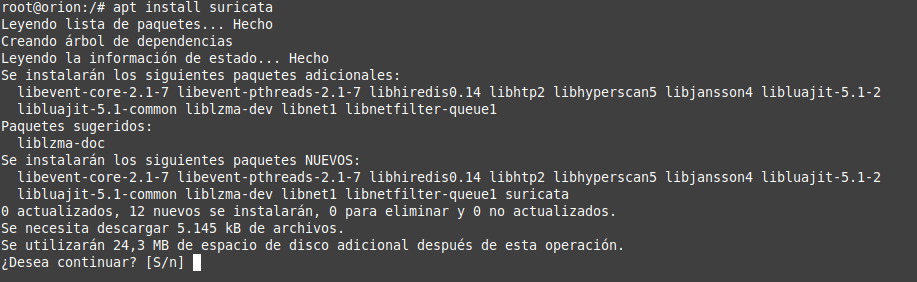 root@orion:/# apt install suricata
Leyendo lista de paquetes... Hecho
Creando árbol de dependencias
Leyendo la información de estado... Hecho
Se instalarán los siguientes paquetes adicionales:
  libevent-core-2.1-7 libevent-pthreads-2.1-7 libhiredis0.14 libhtp2 libhyperscan5 libjansson4 libluajit-5.1-2
  libluajit-5.1-common liblzma-dev libnet1 libnetfilter-queue1
Paquetes sugeridos:
  liblzma-doc
Se instalarán los siguientes paquetes NUEVOS:
  libevent-core-2.1-7 libevent-pthreads-2.1-7 libhiredis0.14 libhtp2 libhyperscan5 libjansson4 libluajit-5.1-2
  libluajit-5.1-common liblzma-dev libnet1 libnetfilter-queue1 suricata
0 actualizados, 12 nuevos se instalarán, 0 para eliminar y 0 no actualizados.
Se necesita descargar 5.145 kB de archivos.
Se utilizarán 24,3 MB de espacio de disco adicional después de esta operación.
¿Desea continuar? [S/n]